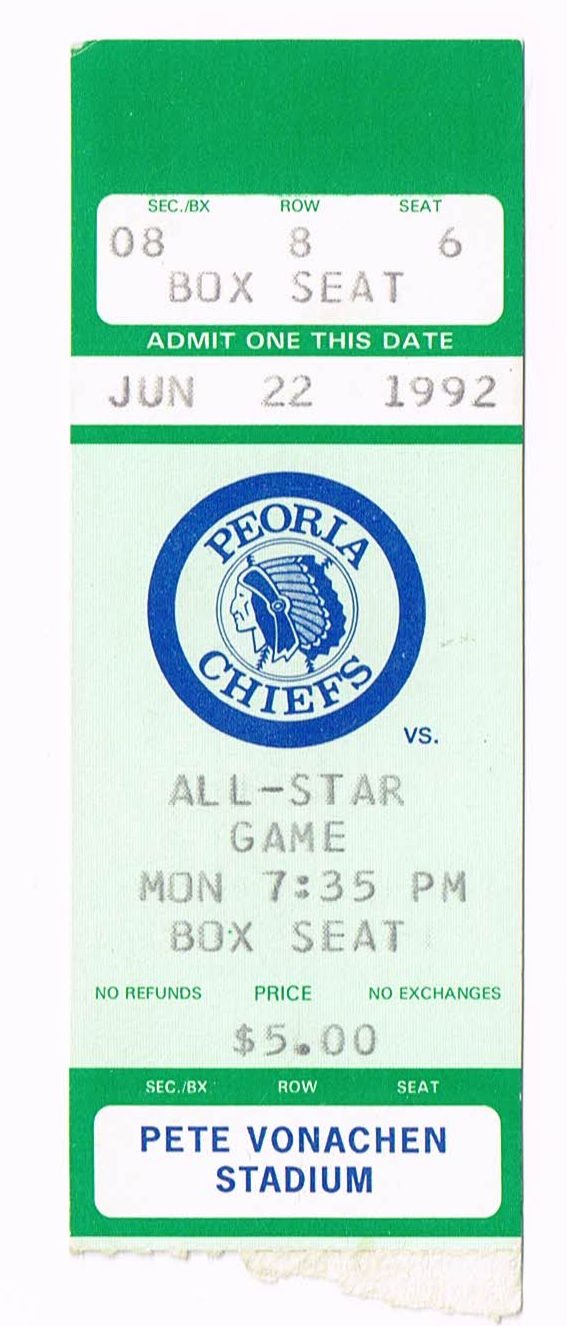 SEC./BX ROW SEAT
08 8 6
BOX SEAT
ADMIT ONE THIS DATE
JUN 22 1992
PEORIA
CHIEFS
VS.
ALL-STAR
GAME
MON 7:35 PM
BOX SEAT
NO REFUNDS PRICE NO EXCHANGES
$5.00
SEC./BX. ROW SEAT
PETE VONACHEN
STADIUM